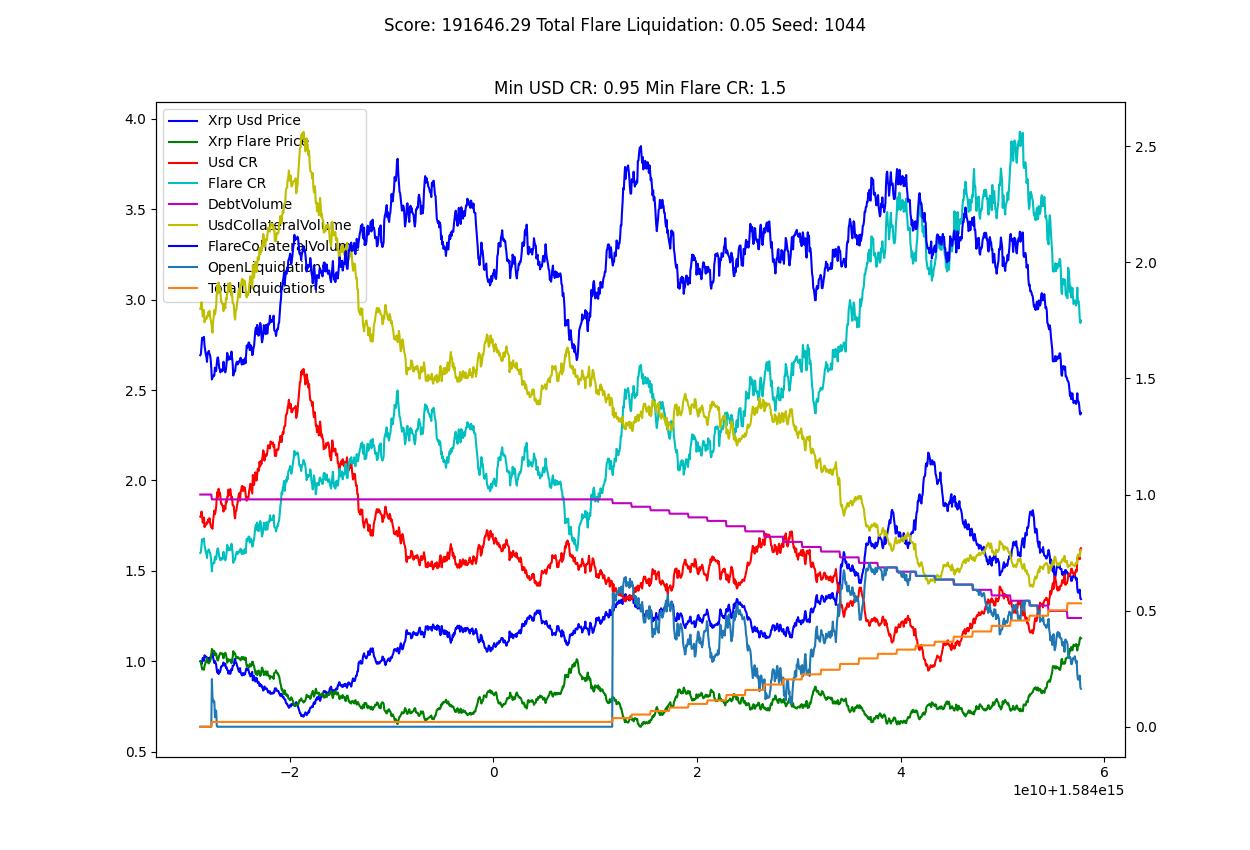 Score: 191646.29 Total Flare Liquidation: 0.05 Seed: 1044
Min USD CR: 0.95 Min Flare CR: 1.5
Xrp Usd Price
Xrp Flare Price
Usd CR
Flare CR
DebtVolume
UsdCollateralVolume
FlareCollateralVolume
OpenLiquidations
TotalLiquidations
4.0
3.5
3.0
2.5
2.0
1.5
1.0
0.5
2.5
2.0
1.5
1.0
0.5
0.0
−2
0
2
4
6
1e10+1.584e15